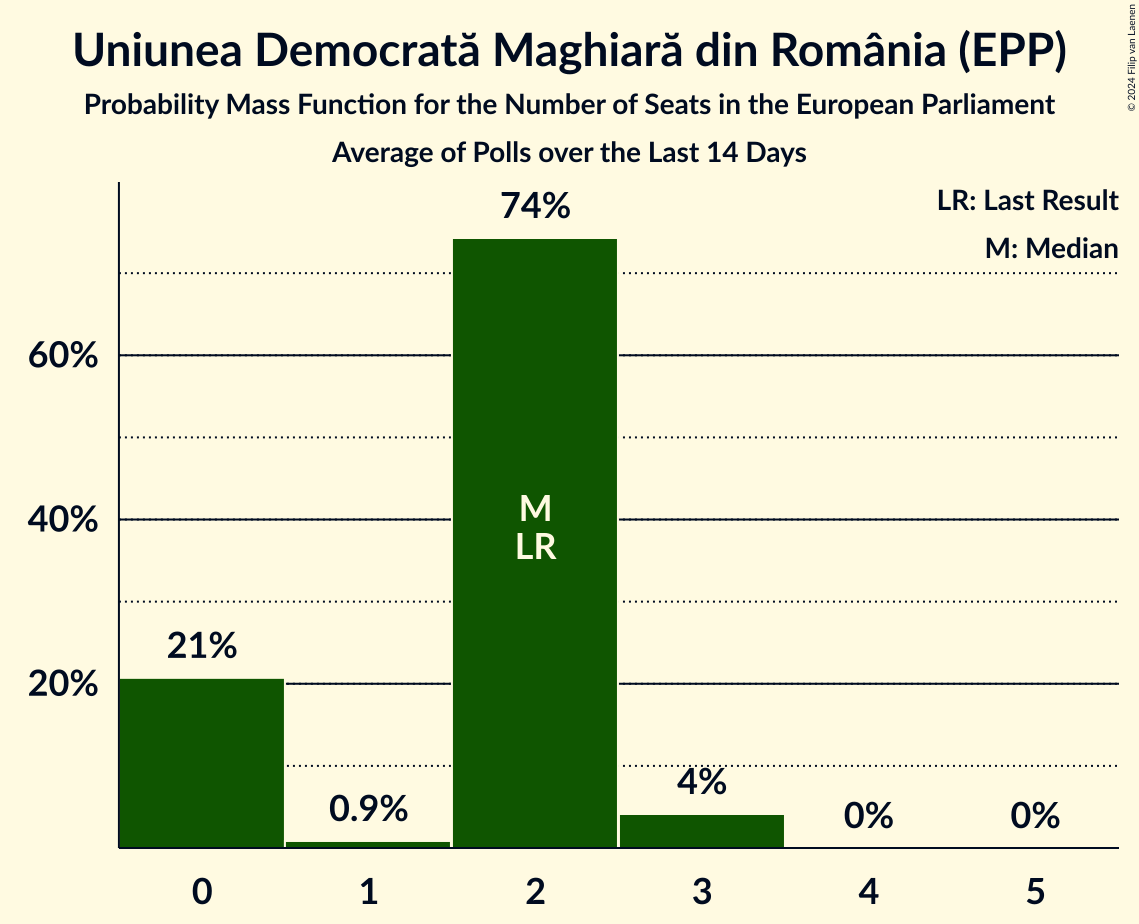 Uniunea Democrată Maghiară din România (EPP)
Probability Mass Function for the Number of Seats in the European Parliament
Average of Polls over the Last 14 Days
© 2024 Filip van Laenen
LR: Last Result
M: Median
74%
60%
M
40%
LR
21%
20%
4%
0.9%
0%
0%
0 1 2 3 4 5